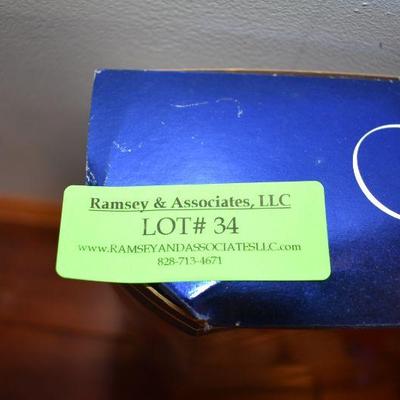 Ramsey & Associates, LLC
LOT# 34
www.RAMSEYANDASSOCIATESLLC.com
828-713-4671